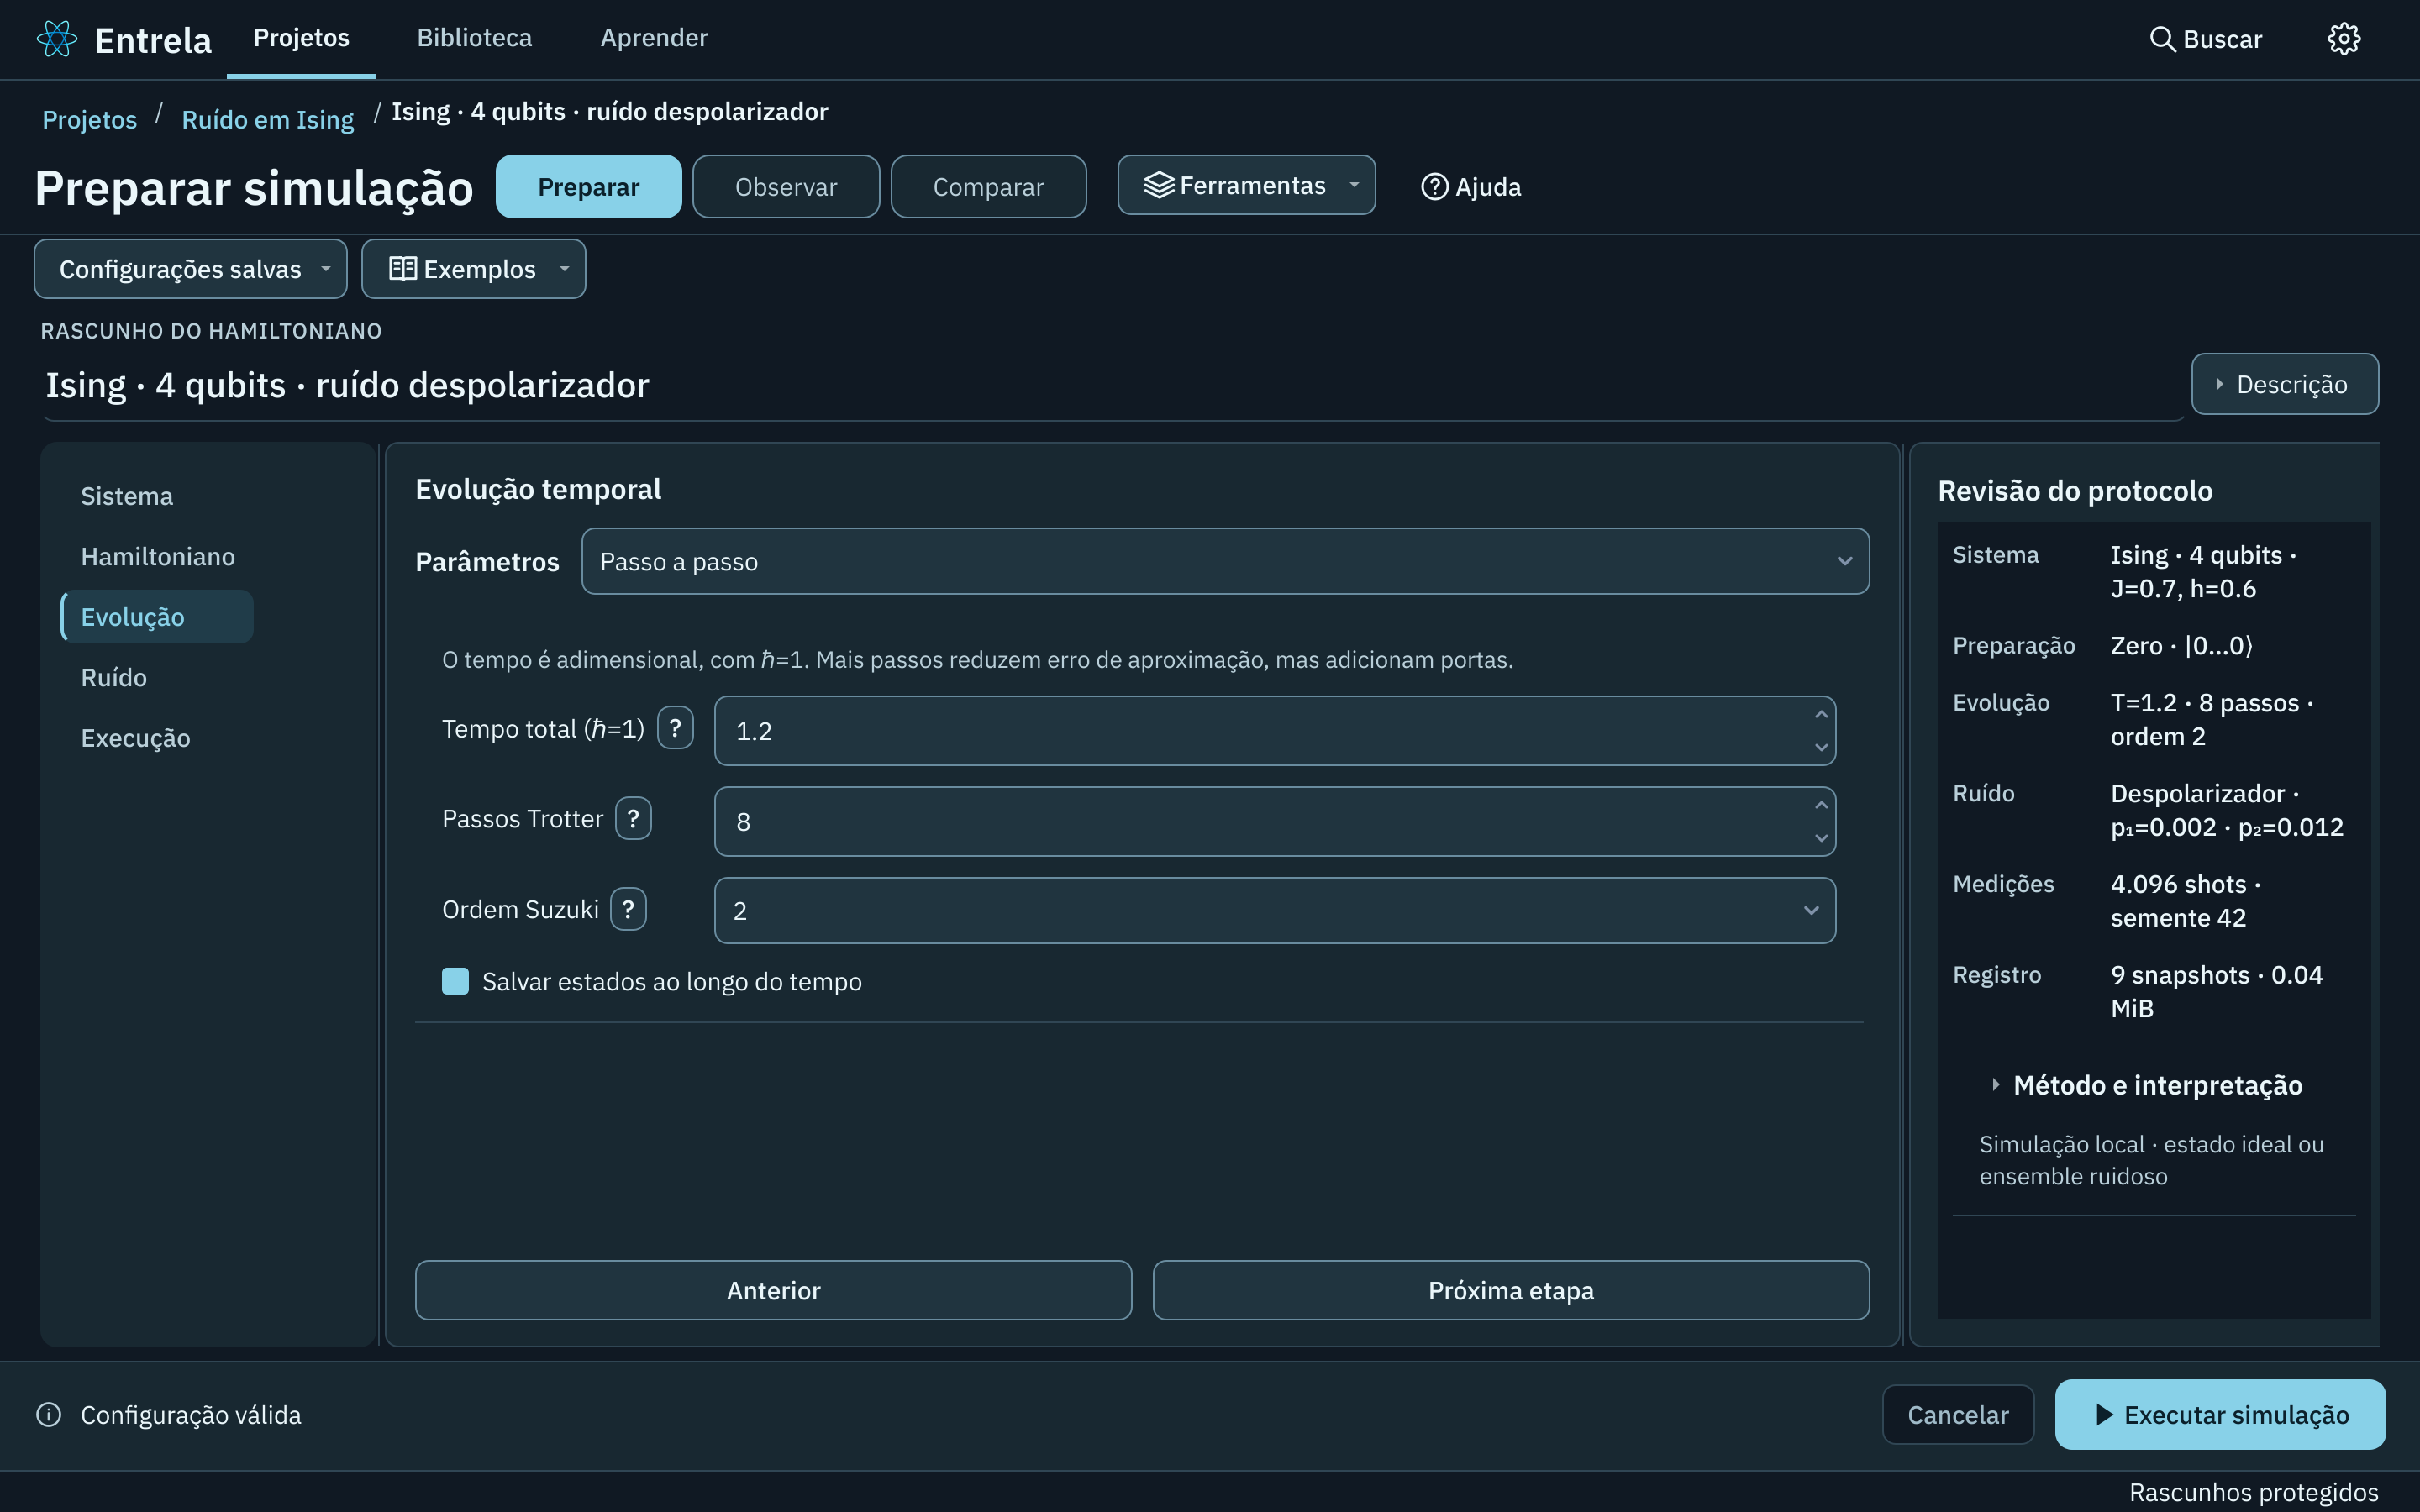 Entrela
Projetos
Biblioteca
Aprender
Buscar
Projetos / Ruído em Ising / Ising · 4 qubits · ruído despolarizador
Preparar simulação
Preparar
Observar
Comparar
Ferramentas
Ajuda
Configurações salvas
Exemplos
RASCUNHO DO HAMILTONIANO
Ising · 4 qubits · ruído despolarizador
Descrição
Sistema
Hamiltoniano
Evolução
Ruído
Execução
Evolução temporal
Parâmetros
Passo a passo
O tempo é adimensional, com ℏ=1. Mais passos reduzem erro de aproximação, mas adicionam portas.
Tempo total (ℏ=1) ?
1.2
Passos Trotter ?
8
Ordem Suzuki ?
2
Salvar estados ao longo do tempo
Anterior
Próxima etapa
Revisão do protocolo
Sistema
Ising · 4 qubits ·
J=0.7, h=0.6
Preparação
Zero · |0…0⟩
Evolução
T=1.2 · 8 passos ·
ordem 2
Ruído
Despolarizador ·
p₁=0.002 · p₂=0.012
Medições
4.096 shots ·
semente 42
Registro
9 snapshots · 0.04
MiB
Método e interpretação
Simulação local · estado ideal ou
ensemble ruidoso
Configuração válida
Cancelar
Executar simulação
Rascunhos protegidos